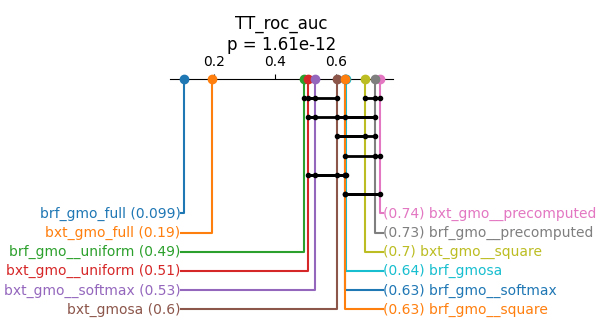 TT_roc_auc
p = 1.61e-12
0.2 0.4 0.6
brf_gmo_full (0.099)
bxt_gmo_full (0.19)
brf_gmo__uniform (0.49)
bxt_gmo__uniform (0.51)
bxt_gmo__softmax (0.53)
bxt_gmosa (0.6)
(0.74) bxt_gmo__precomputed
(0.73) brf_gmo__precomputed
(0.7) bxt_gmo__square
(0.64) brf_gmosa
(0.63) brf_gmo__softmax
(0.63) brf_gmo__square